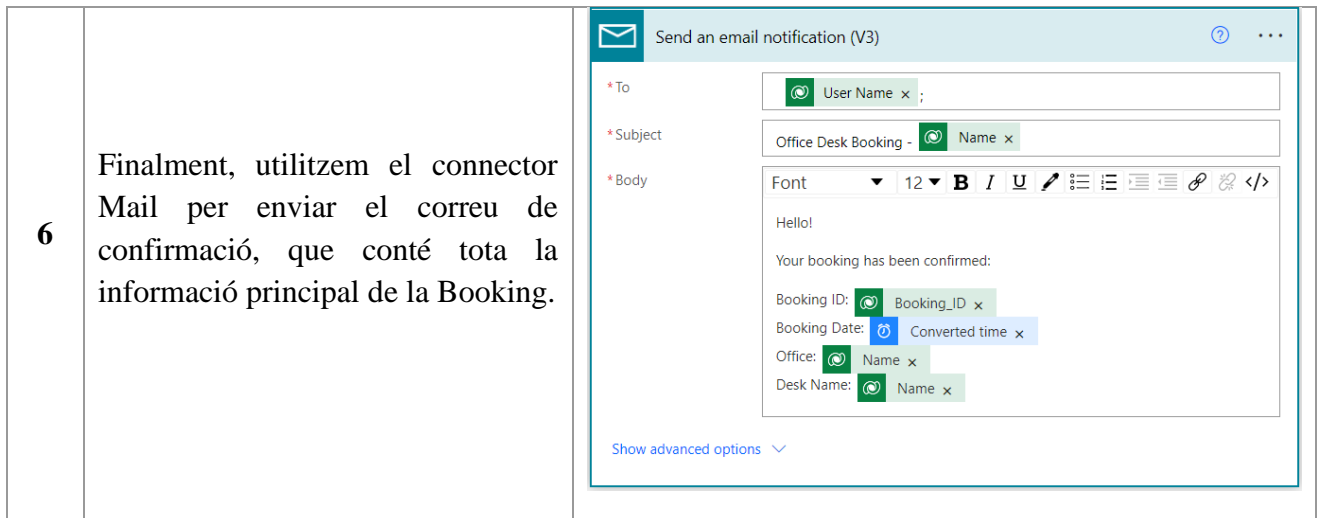 6
Finalment, utilitzem el connector
Mail per enviar el correu de
confirmació, que conté tota la
informació principal de la Booking.
Send an email notification (V3)
* To
User Name × ;
* Subject
Office Desk Booking - Name ×
* Body
Font 12 B I U </>
Hello!
Your booking has been confirmed:
Booking ID: Booking_ID ×
Booking Date: Converted time ×
Office: Name ×
Desk Name: Name ×
Show advanced options